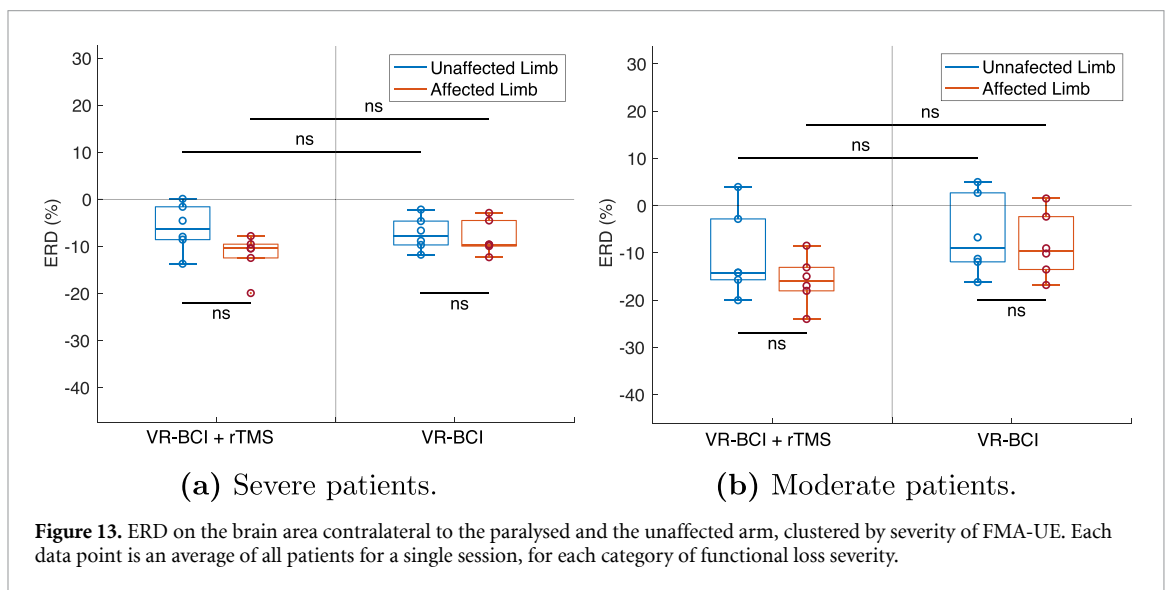 30
20
10
0
-10
-20
-30
-40
ERD (%)
Unaffected Limb
Affected Limb
ns
ns
ns
ns
VR-BCI + rTMS
VR-BCI
(a) Severe patients.
30
20
10
0
-10
-20
-30
-40
ERD (%)
Unnafected Limb
Affected Limb
ns
ns
ns
ns
VR-BCI + rTMS
VR-BCI
(b) Moderate patients.
Figure 13. ERD on the brain area contralateral to the paralysed and the unaffected arm, clustered by severity of FMA-UE. Each
data point is an average of all patients for a single session, for each category of functional loss severity.